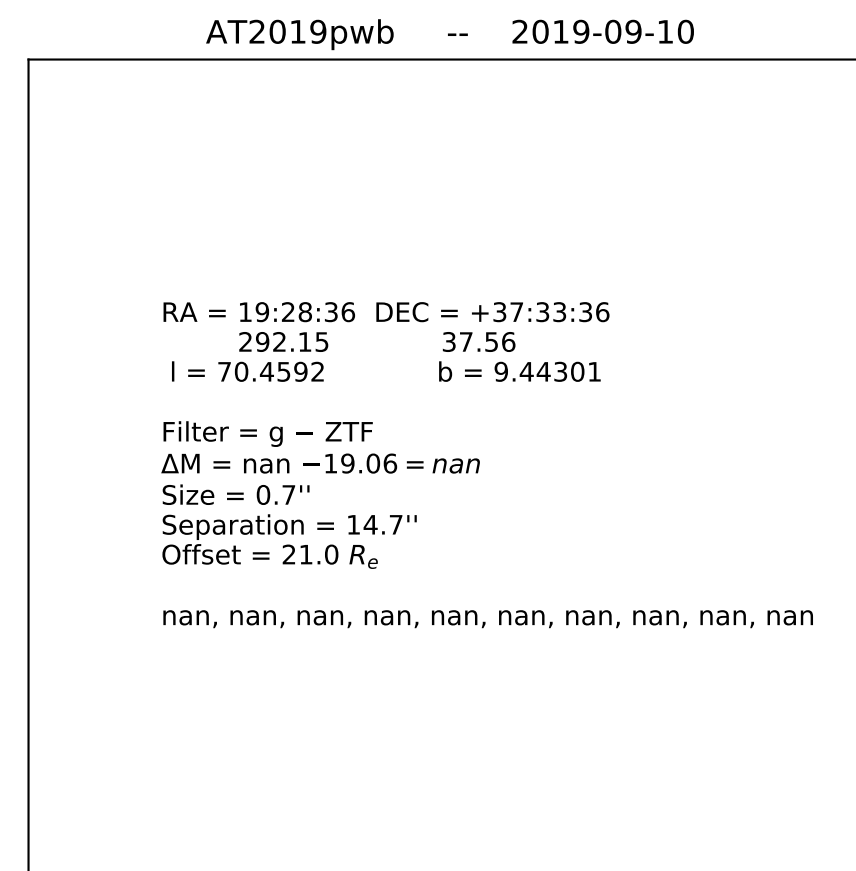 AT2019pwb -- 2019-09-10
RA = 19:28:36 DEC = +37:33:36
292.15 37.56
l = 70.4592 b = 9.44301
Filter = g − ZTF
ΔM = nan −19.06 = nan
Size = 0.7''
Separation = 14.7''
Offset = 21.0 Re
nan, nan, nan, nan, nan, nan, nan, nan, nan, nan